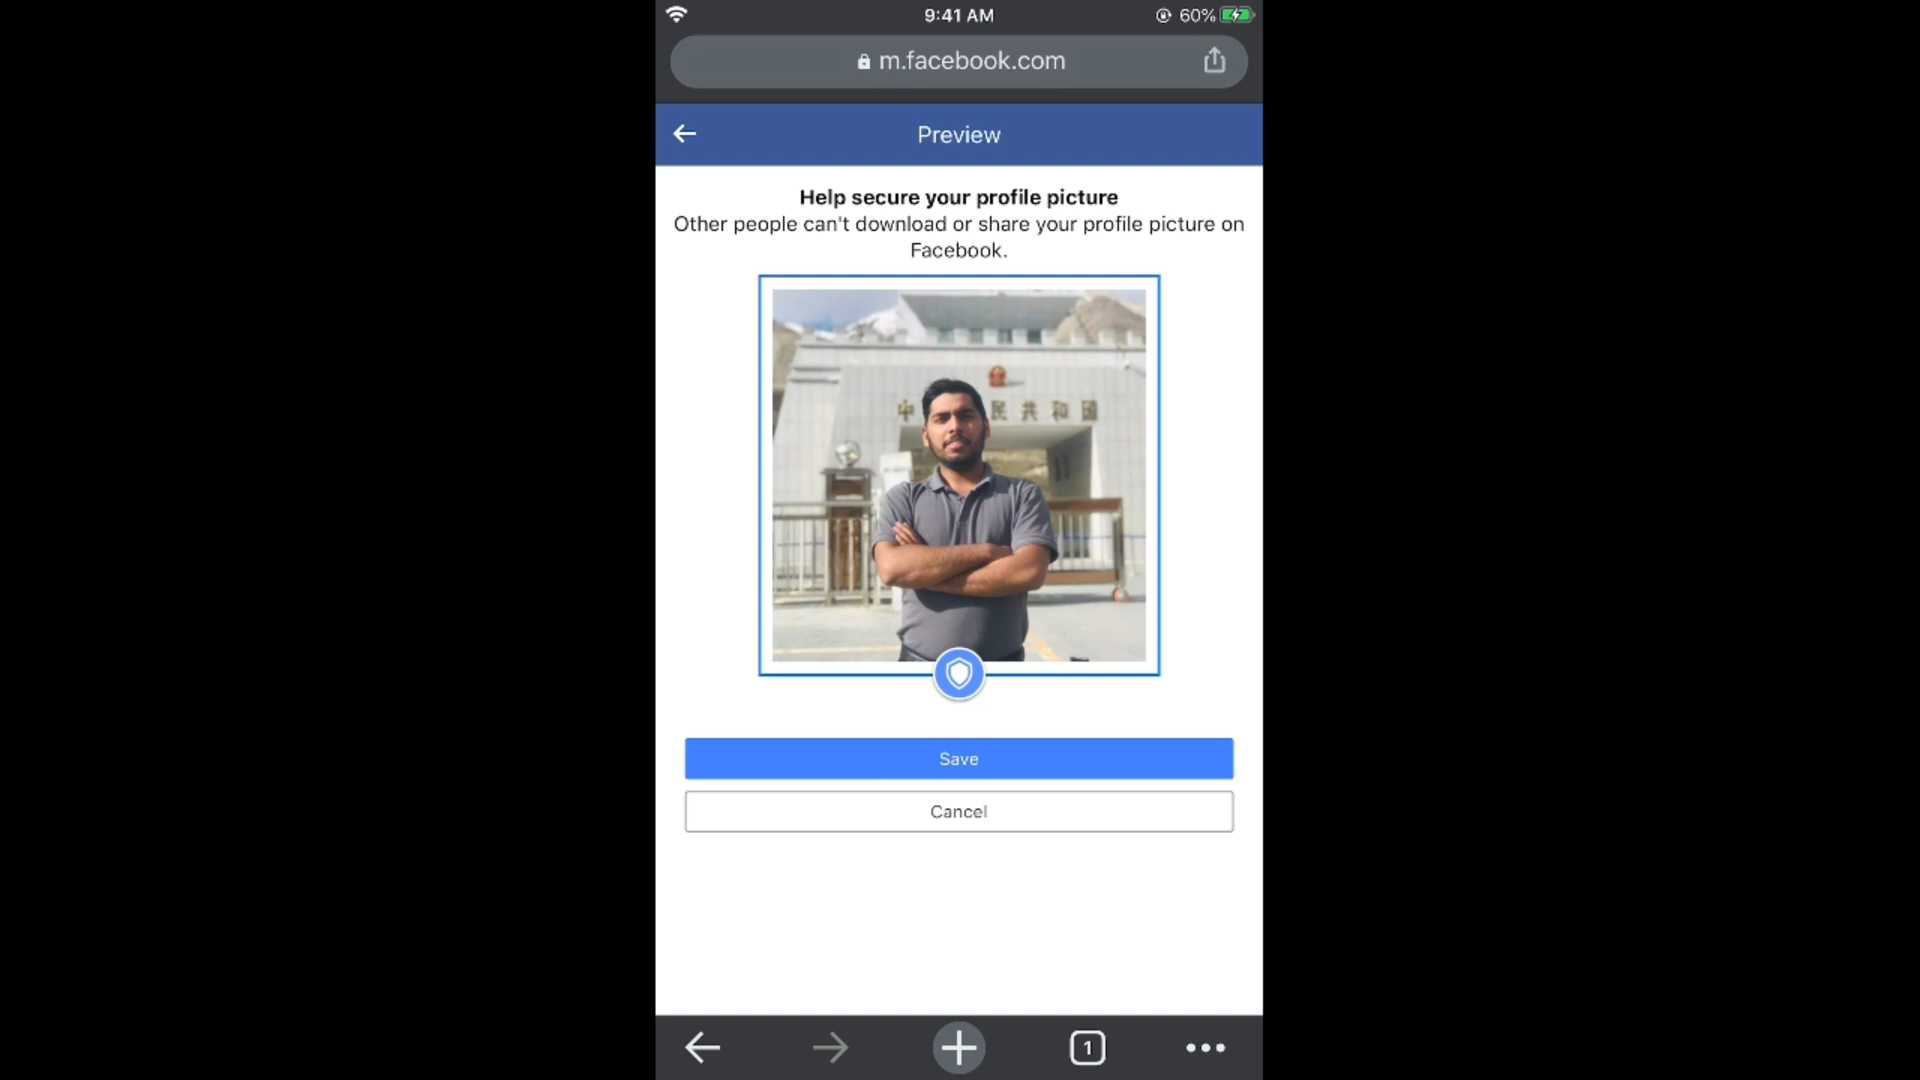 9:41 AM
60%
m.facebook.com
Preview
Help secure your profile picture
Other people can't download or share your profile picture on
Facebook.
中 民共和国
Save
Cancel
1